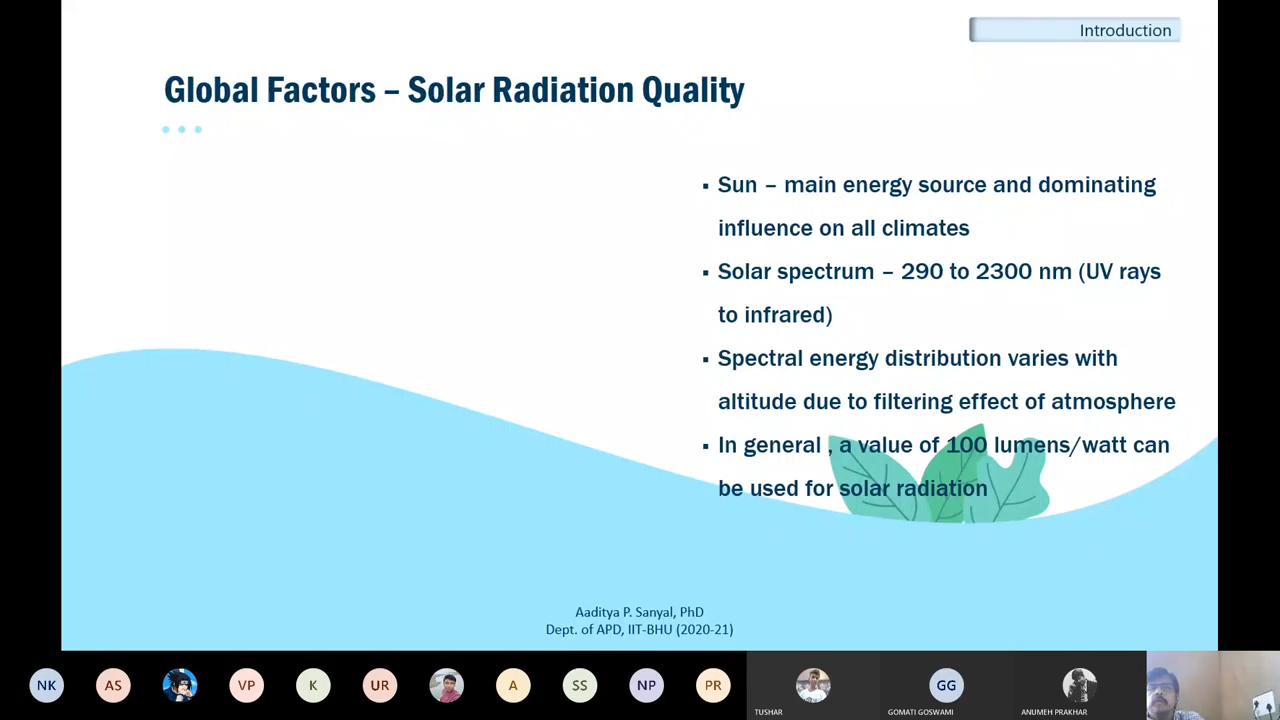 Introduction
Global Factors – Solar Radiation Quality
▪ Sun – main energy source and dominating
influence on all climates
▪ Solar spectrum – 290 to 2300 nm (UV rays
to infrared)
▪ Spectral energy distribution varies with
altitude due to filtering effect of atmosphere
▪ In general , a value of 100 lumens/watt can
be used for solar radiation
Aaditya P. Sanyal, PhD
Dept. of APD, IIT-BHU (2020-21)
NK AS VP K UR A SS NP PR GG
TUSHAR GOMATI GOSWAMI ANUMEH PRAKHAR